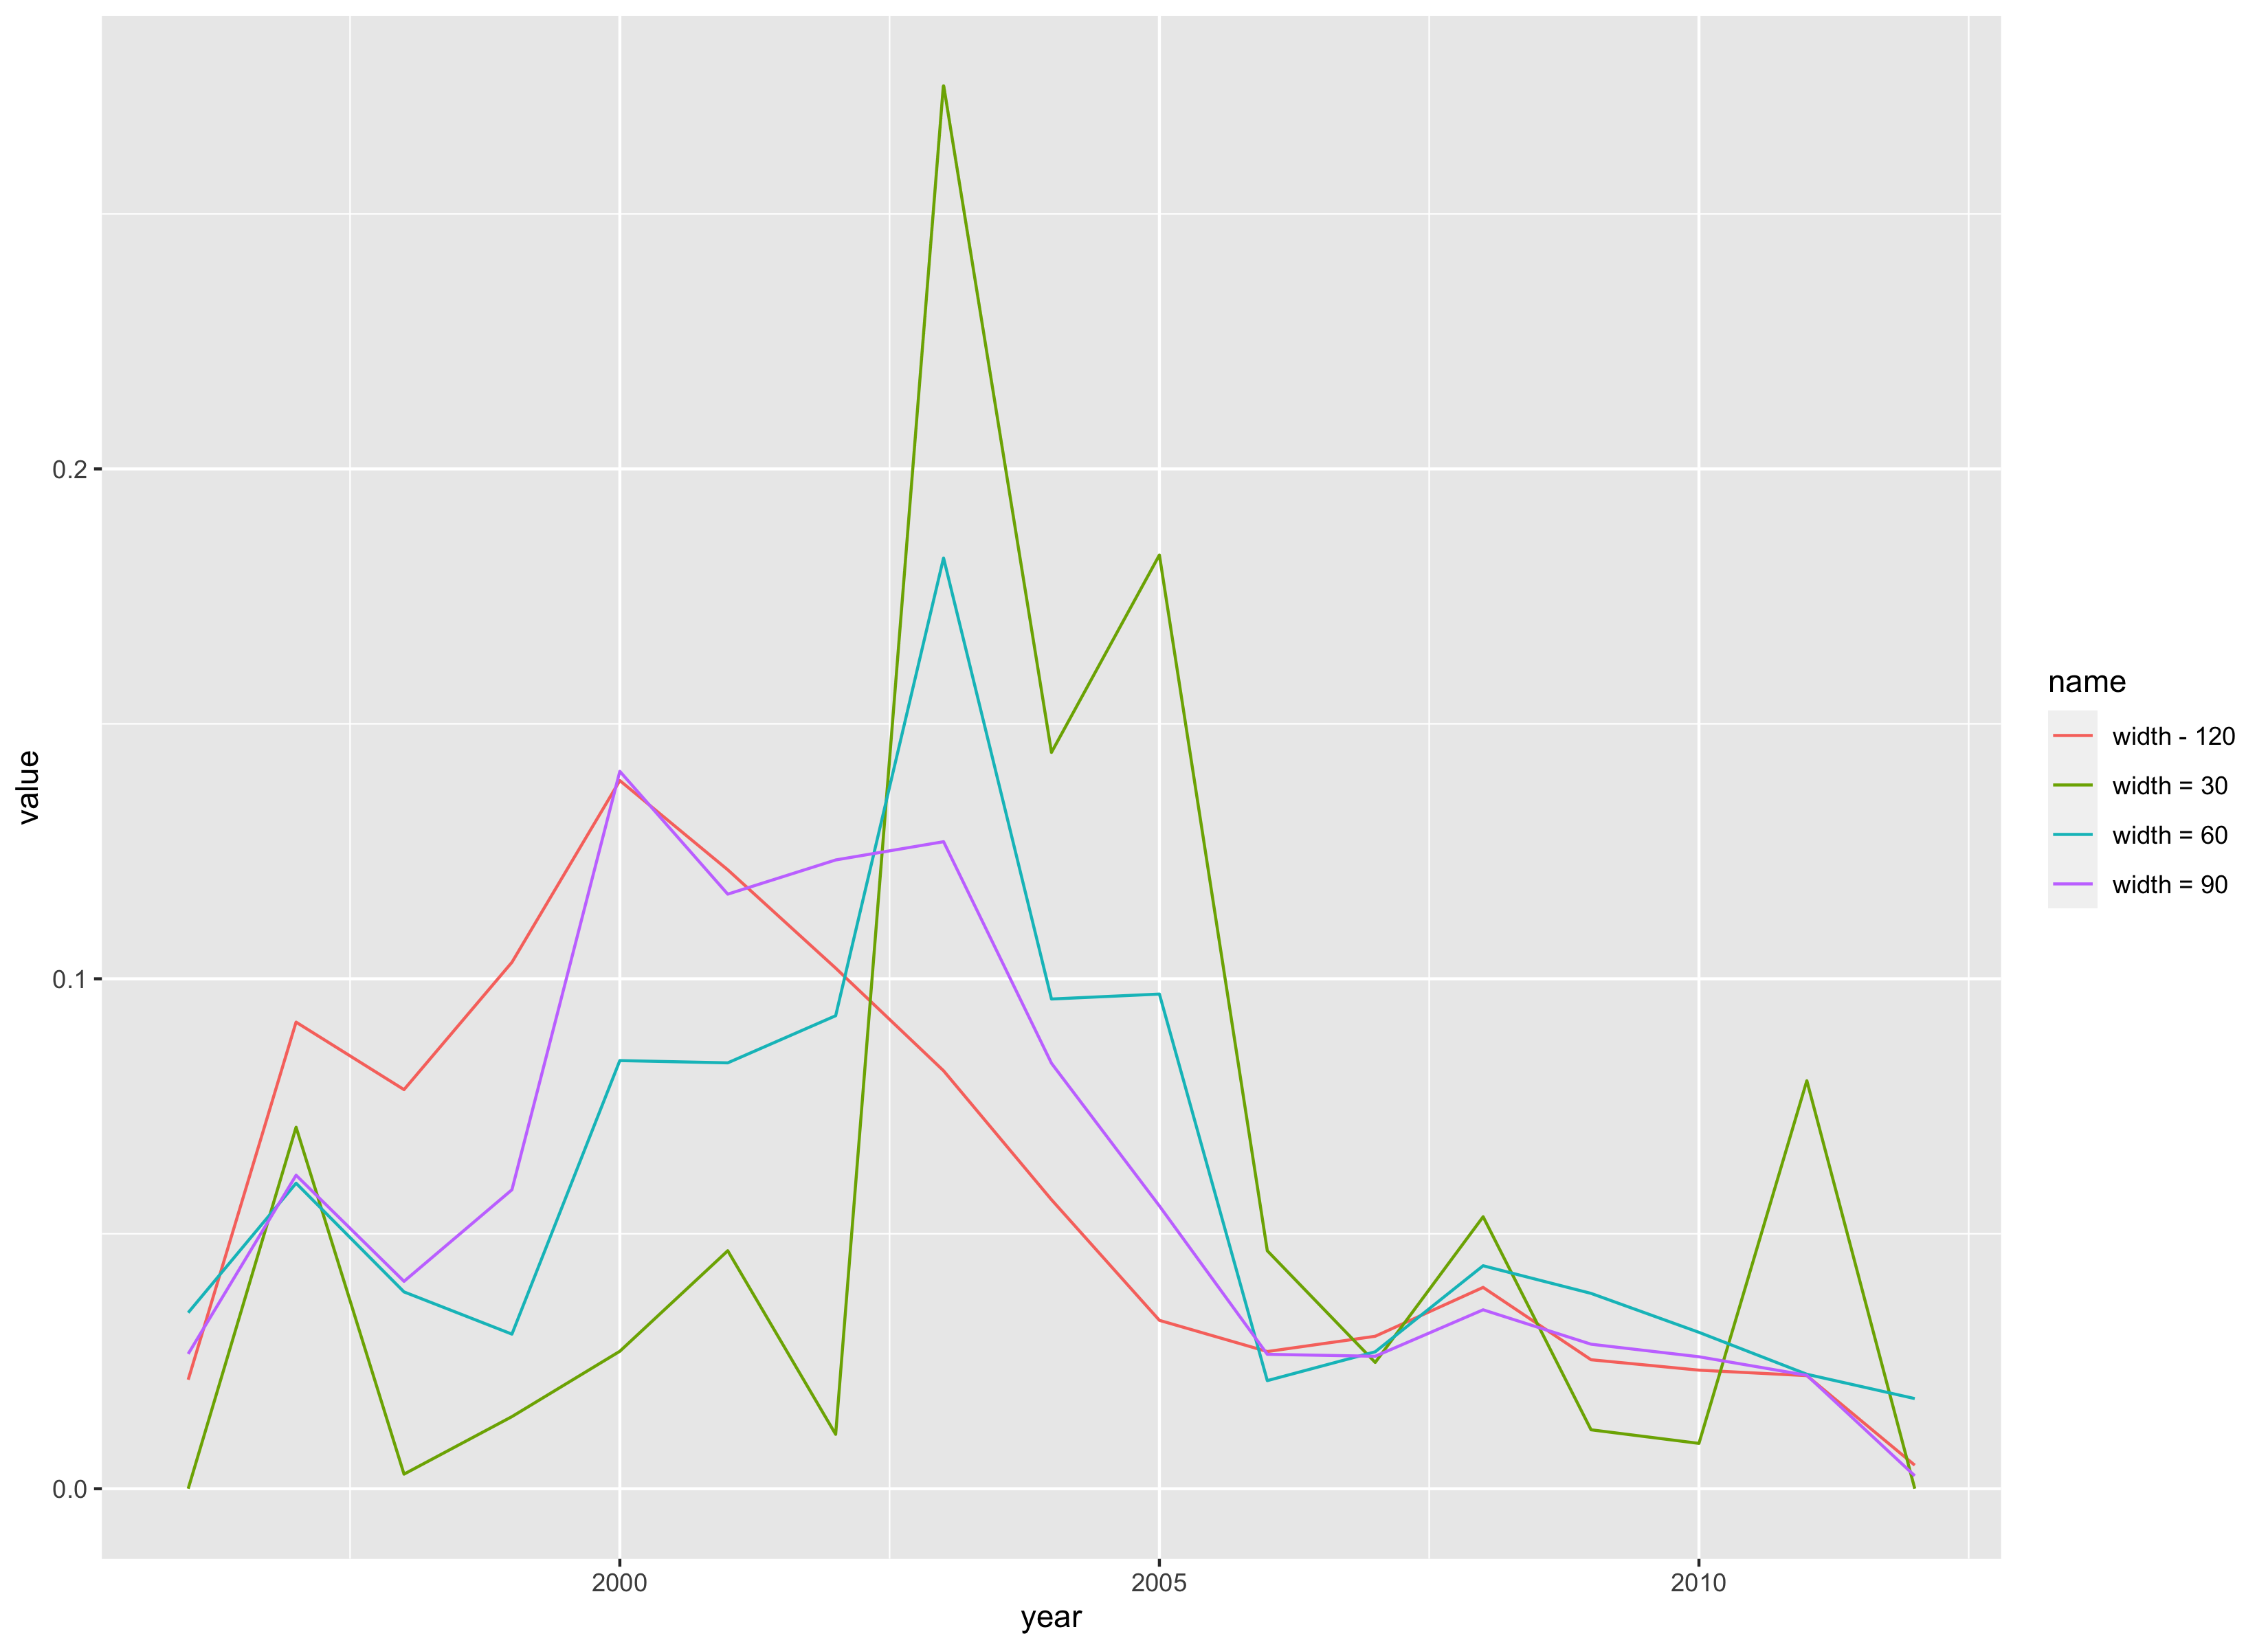 value
0.2
0.1
0.0
2000
2005
2010
year
name
width - 120
width = 30
width = 60
width = 90